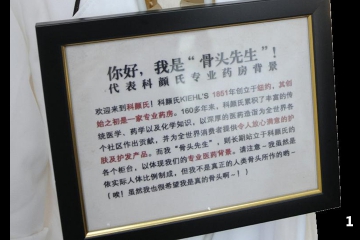 你好，我是“骨头先生”！
代表科颜氏专业药房背景
欢迎来到科颜氏！科颜氏KIEHL'S 1851年创立于纽约，其创
始之初是一家专业药房。160多年来，科颜氏累积了丰富的传
统医学、药学以及化学知识，以深厚的医药造诣为全世界各
个社区作出贡献，并为全世界消费者提供令人放心满意的护
肤及护发产品。而我“骨头先生”，则长期站立于科颜氏的
各个柜台，以体现我们的专业医药背景。请注意－我虽然是
依实际人体比例制成，但我不是真正的人类骨头所作的哟－
（唉！虽然我也很希望我是真的骨头啊－！）
1